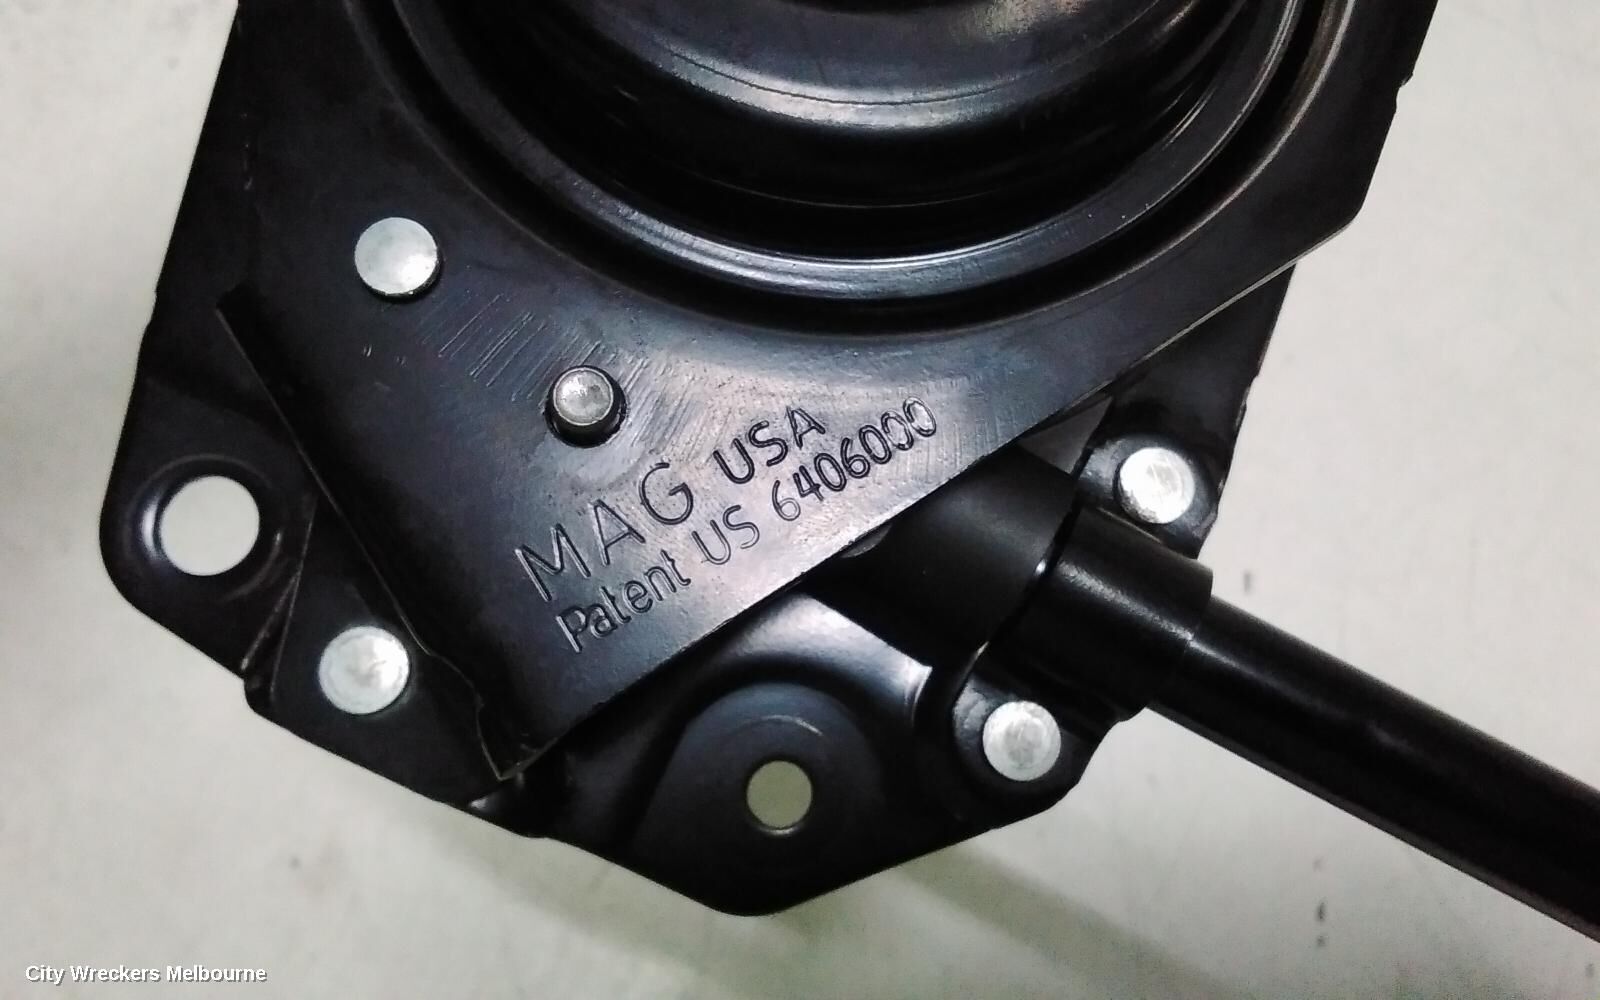 MAG USA
Patent US 6406000
City Wreckers Melbourne